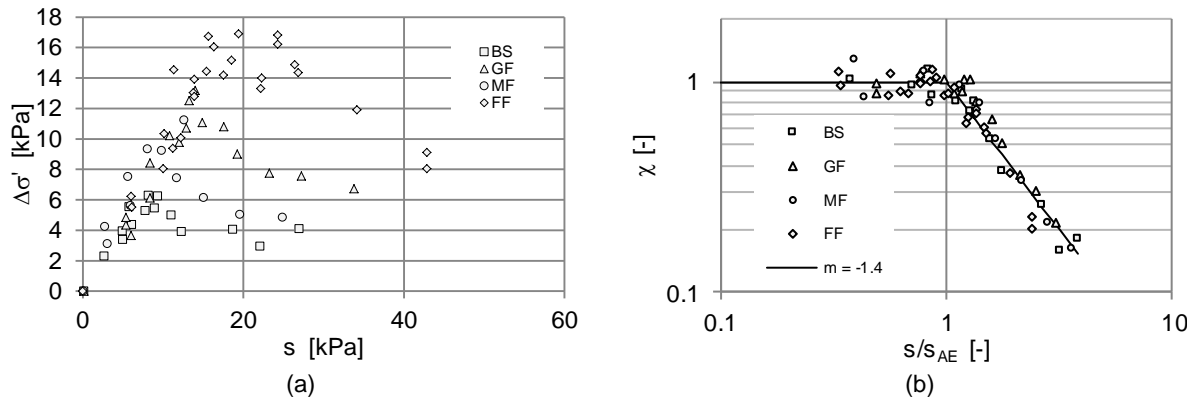 18
16
14
12
10
8
6
4
2
0
Δσ' [kPa]
0 20 40 60
s [kPa]
BS
GF
MF
FF
(a)
1
0.1
χ [-]
0.1 1 10
s/sAE [-]
BS
GF
MF
FF
m = -1.4
(b)